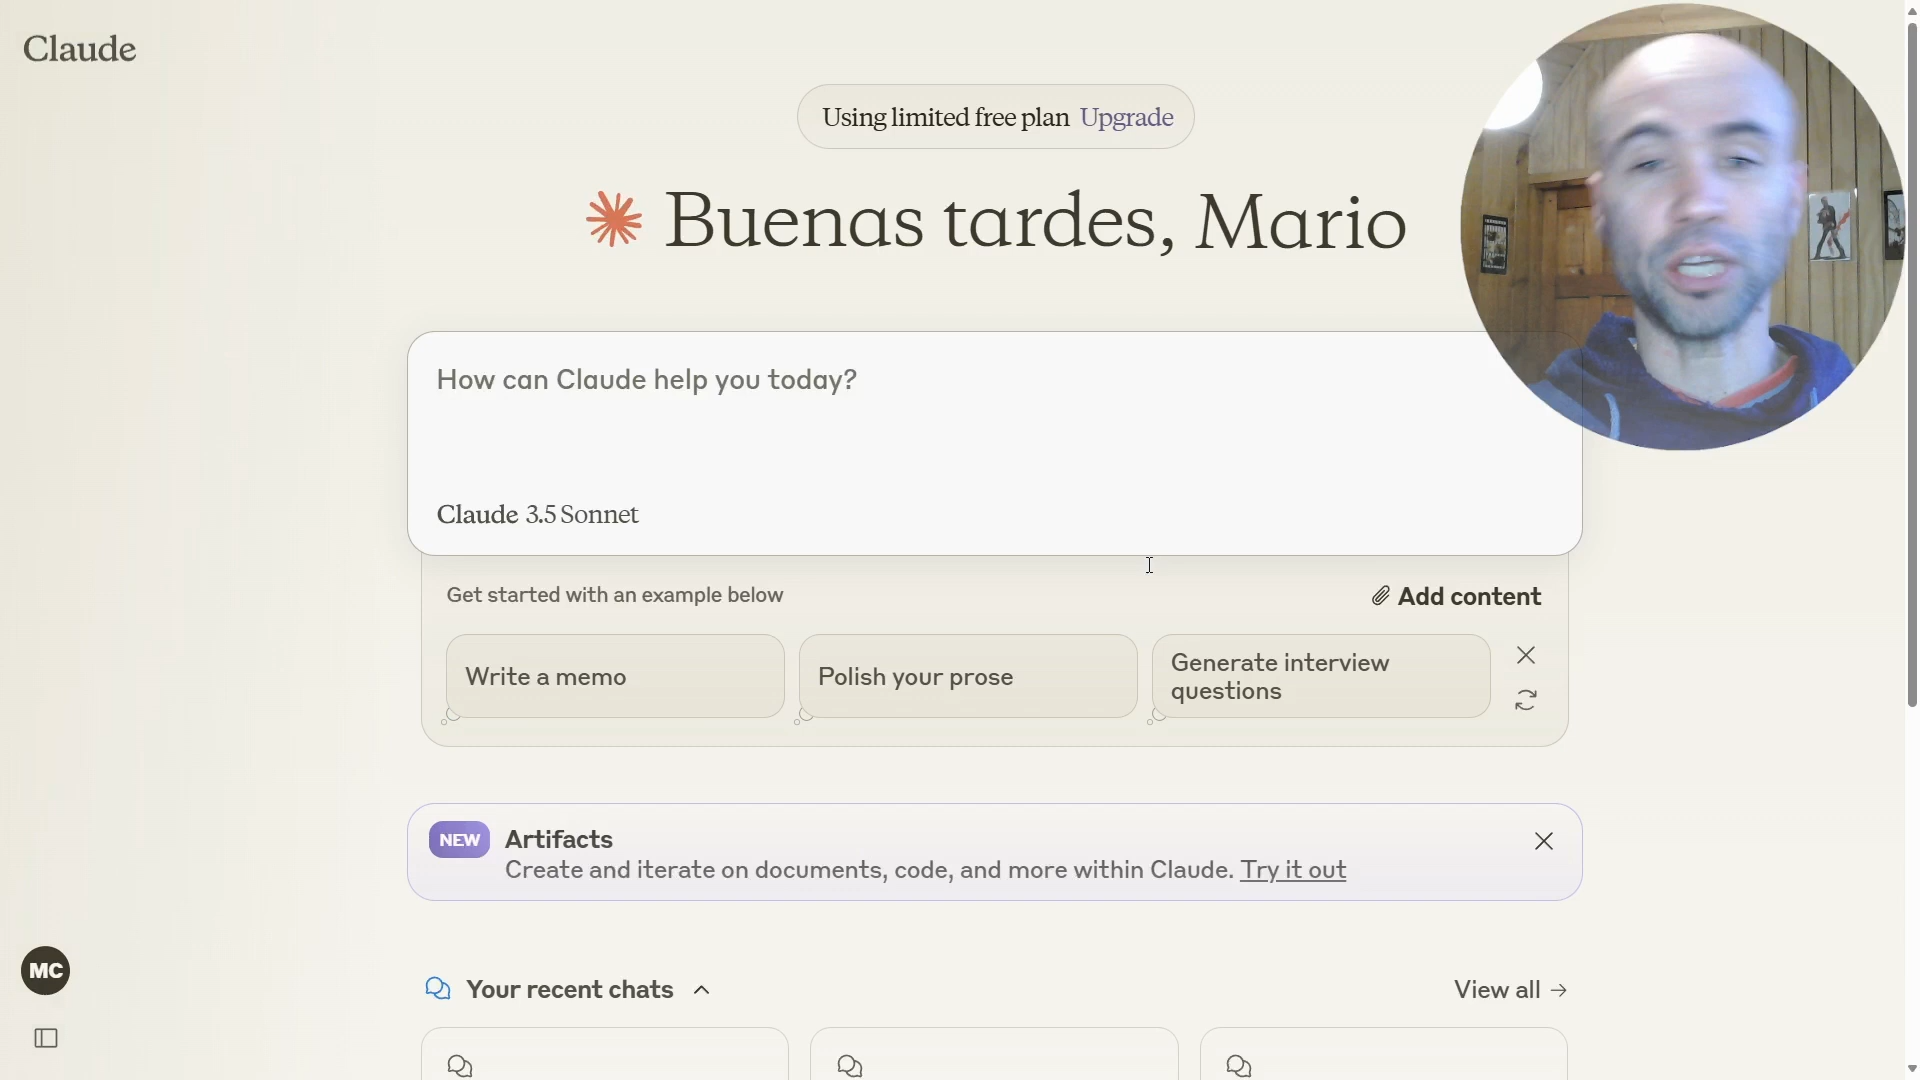 Claude
Using limited free plan Upgrade
Buenas tardes, Mario
How can Claude help you today?
Claude 3.5 Sonnet
Get started with an example below
Add content
Write a memo
Polish your prose
Generate interview
questions
NEW
Artifacts
Create and iterate on documents, code, and more within Claude. Try it out
MC
Your recent chats
View all